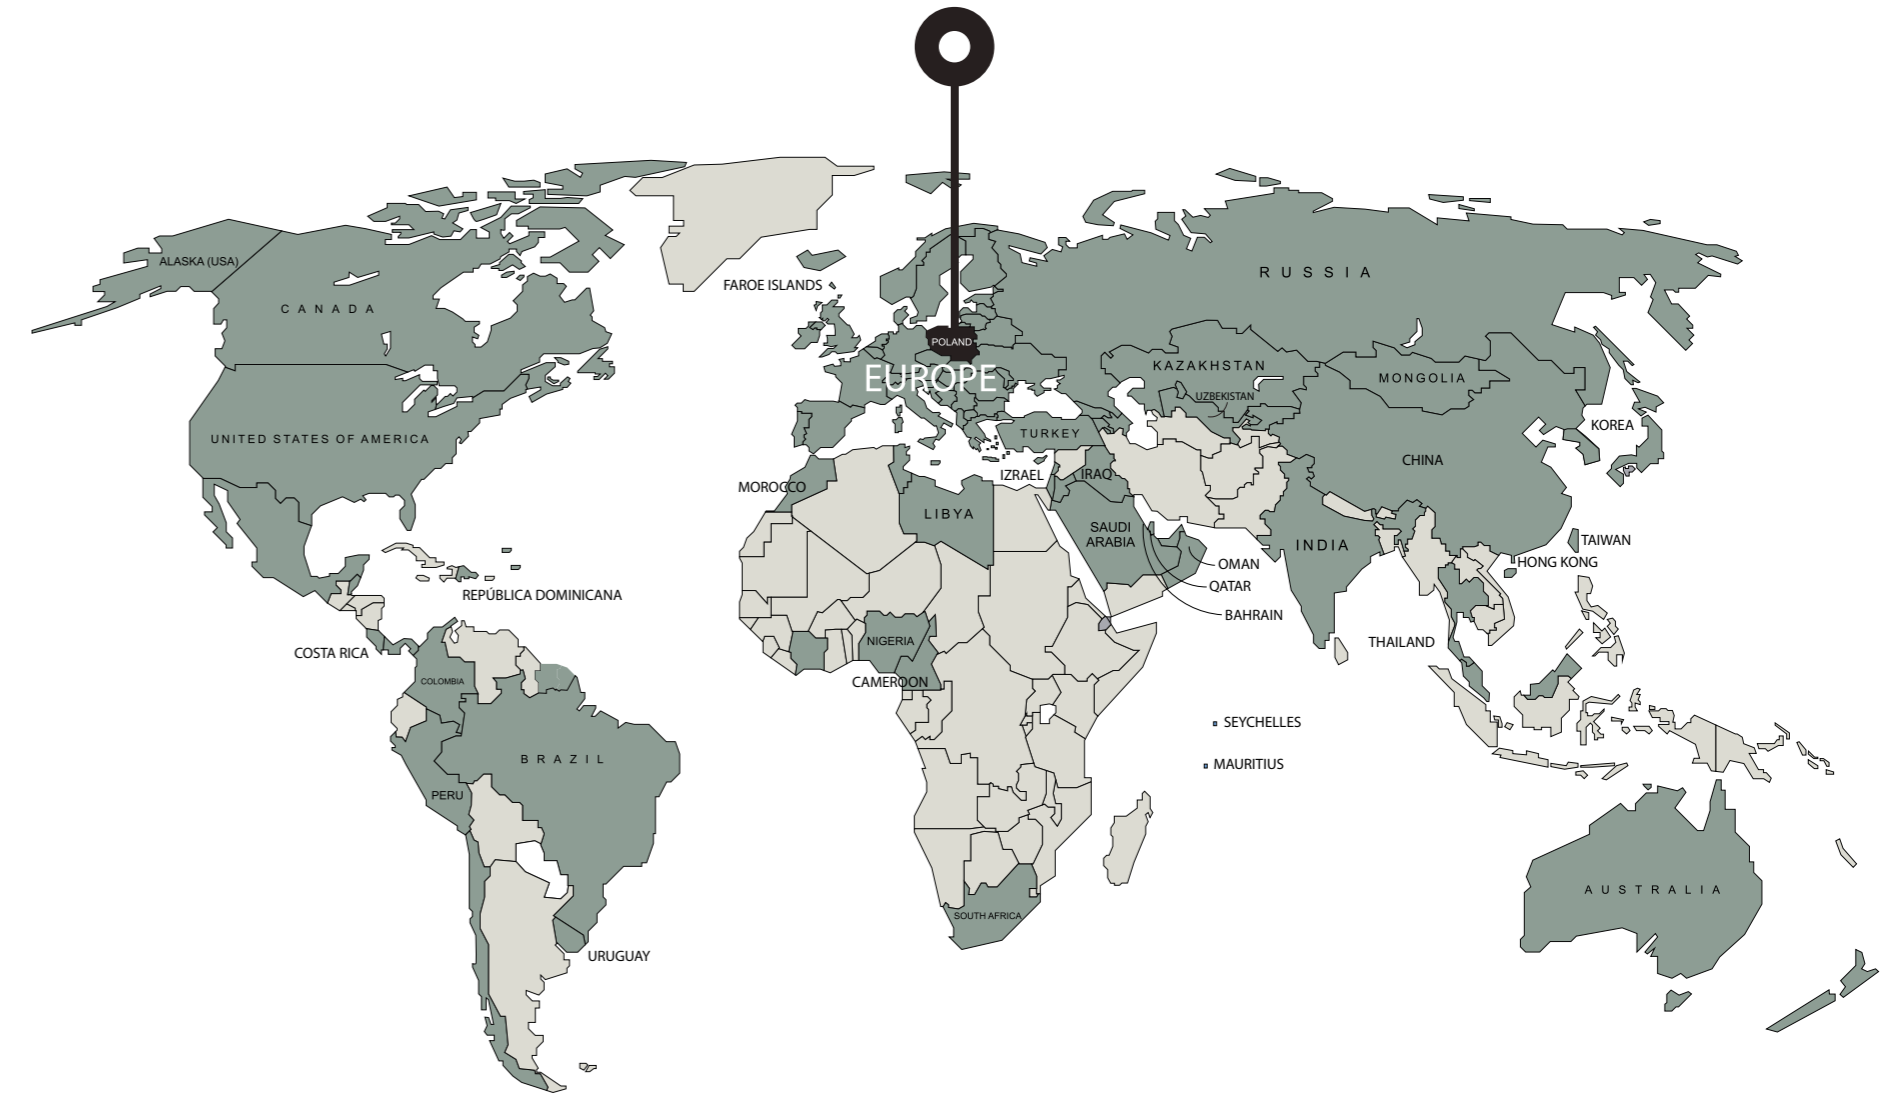 ALASKA (USA)
RUSSIA
FAROE ISLANDS
CANADA
POLAND
EUROPE
KAZAKHSTAN
MONGOLIA
UZBEKISTAN
KOREA
UNITED STATES OF AMERICA
TURKEY
CHINA
IZRAEL
IRAQ
MOROCCO
LIBYA
SAUDI
ARABIA
INDIA
TAIWAN
HONG KONG
OMAN
QATAR
REPÚBLICA DOMINICANA
BAHRAIN
NIGERIA
THAILAND
COSTA RICA
COLOMBIA
CAMEROON
SEYCHELLES
BRAZIL
MAURITIUS
PERU
AUSTRALIA
SOUTH AFRICA
URUGUAY